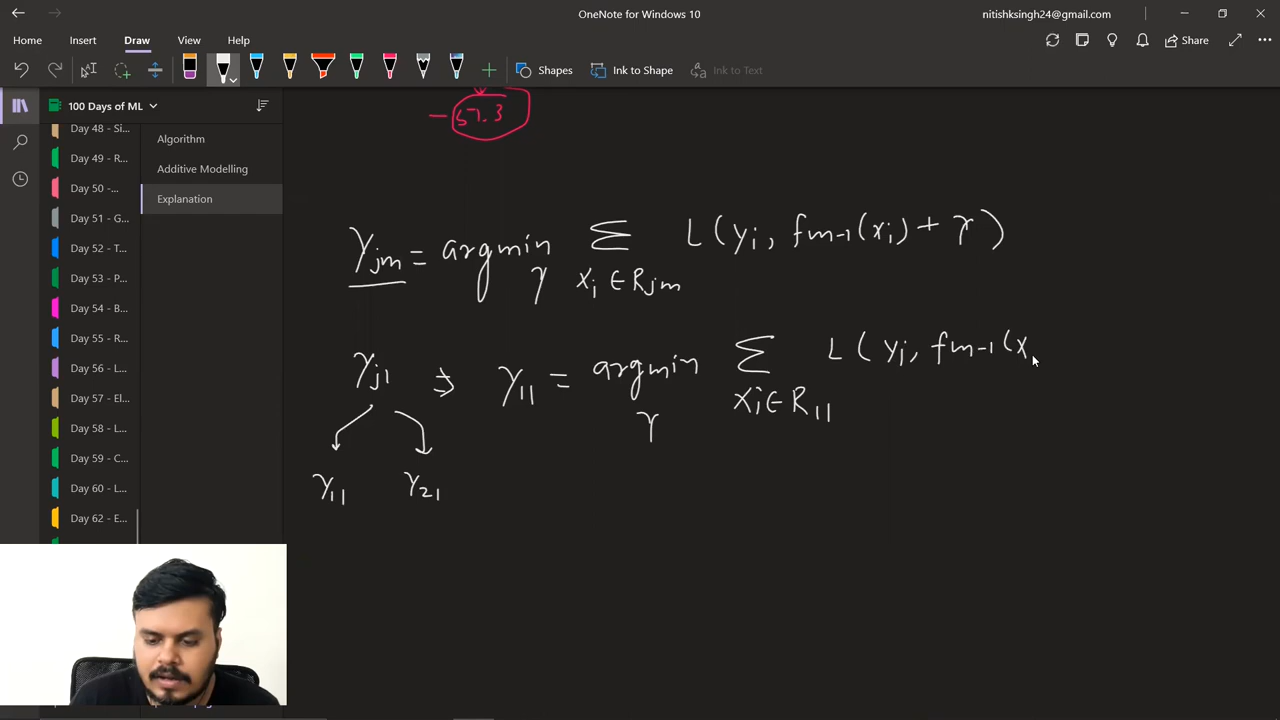 OneNote for Windows 10
nitishksingh24@gmail.com
Home Insert Draw View Help
Share
Shapes Ink to Shape Ink to Text
100 Days of ML
Day 48 - Si...
Day 49 - R...
Day 50 -...
Day 51 - G...
Day 52 - T...
Day 53 - P...
Day 54 - B...
Day 55 - R...
Day 56 - L...
Day 57 - El...
Day 58 - L...
Day 59 - C...
Day 60 - L...
Day 62 - E...
Algorithm
Additive Modelling
Explanation
- 57.3
γjm = argmin Σ L(yi, fm-1(xi) + γ)
γ xi ∈ Rjm
γj1 ⇒ γ11 = argmin Σ L(yi, fm-1(x
γ xi ∈ R11
γ11 γ21